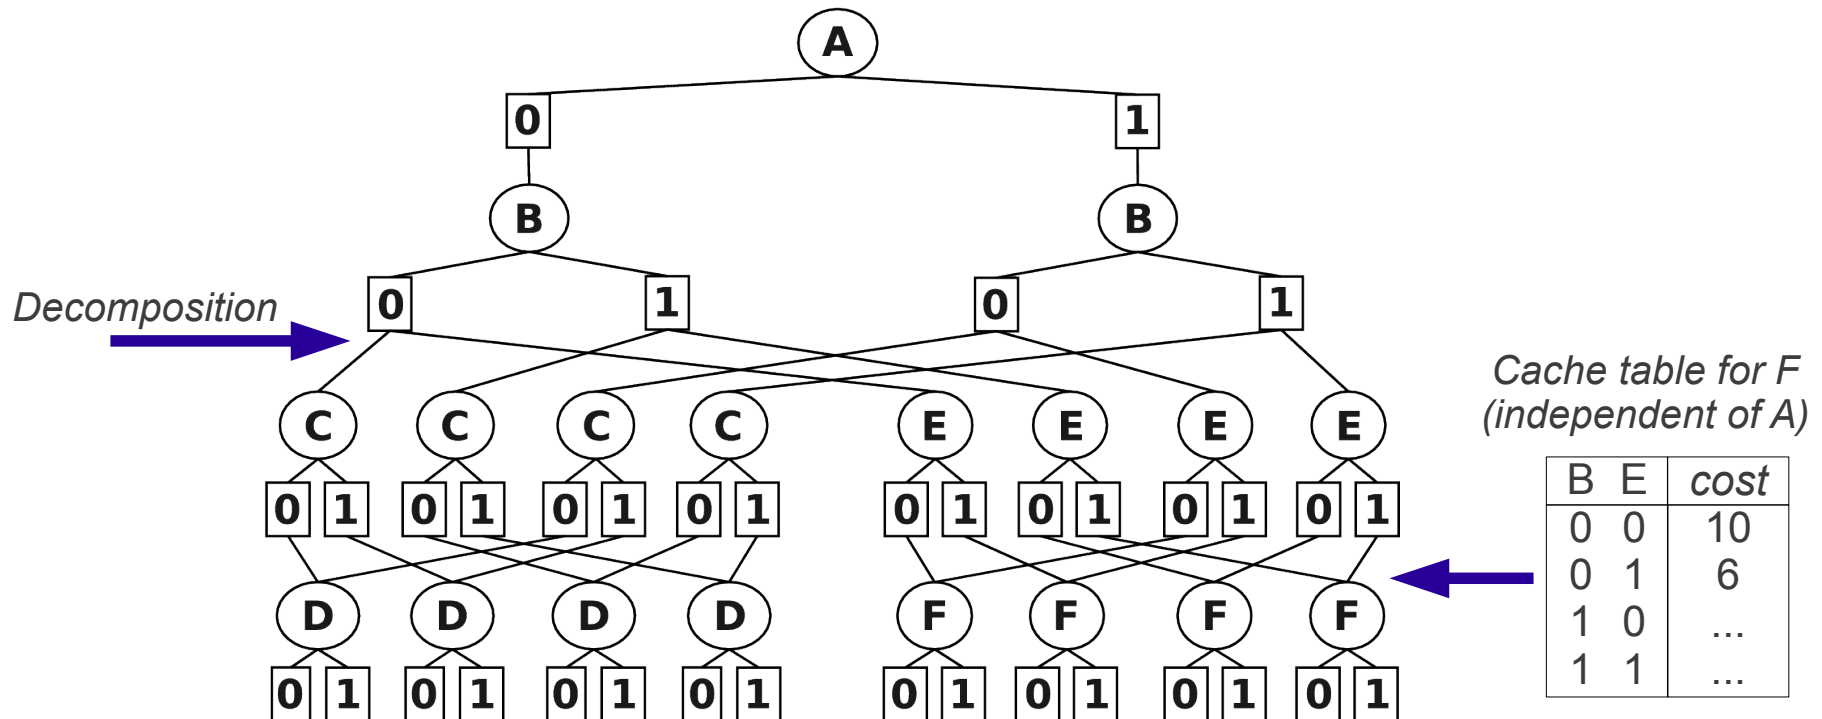 A
0 1
B B
Decomposition
0 1 0 1
Cache table for F
(independent of A)
C C C C E E E E
B E cost
0 1 0 1 0 1 0 1 0 1 0 1 0 1 0 1
0 0 10
0 1 6
D D D D F F F F
1 0 ...
1 1 ...
0 1 0 1 0 1 0 1 0 1 0 1 0 1 0 1